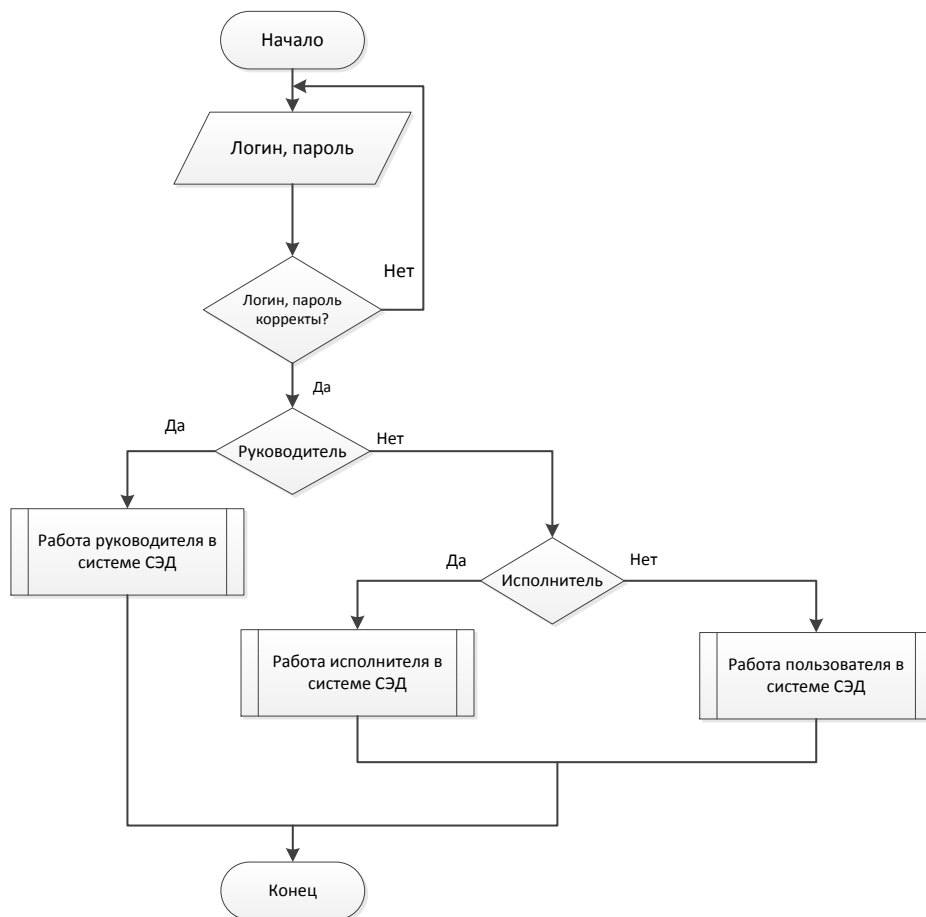 Начало
Логин, пароль
Нет
Логин, пароль
корректы?
Да
Да
Руководитель
Нет
Работа руководителя в
системе СЭД
Да
Исполнитель
Нет
Работа исполнителя в
системе СЭД
Работа пользователя в
системе СЭД
Конец